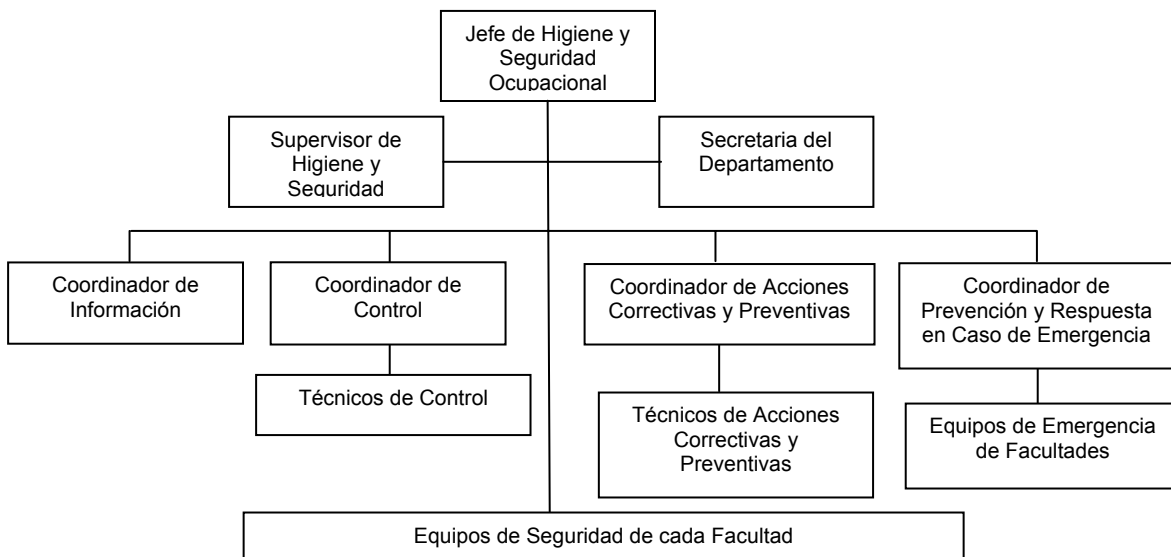 Jefe de Higiene y
Seguridad
Ocupacional
Supervisor de
Higiene y
Seguridad
Secretaria del
Departamento
Coordinador de
Información
Coordinador de
Control
Coordinador de Acciones
Correctivas y Preventivas
Coordinador de
Prevención y Respuesta
en Caso de Emergencia
Técnicos de Control
Técnicos de Acciones
Correctivas y
Preventivas
Equipos de Emergencia
de Facultades
Equipos de Seguridad de cada Facultad